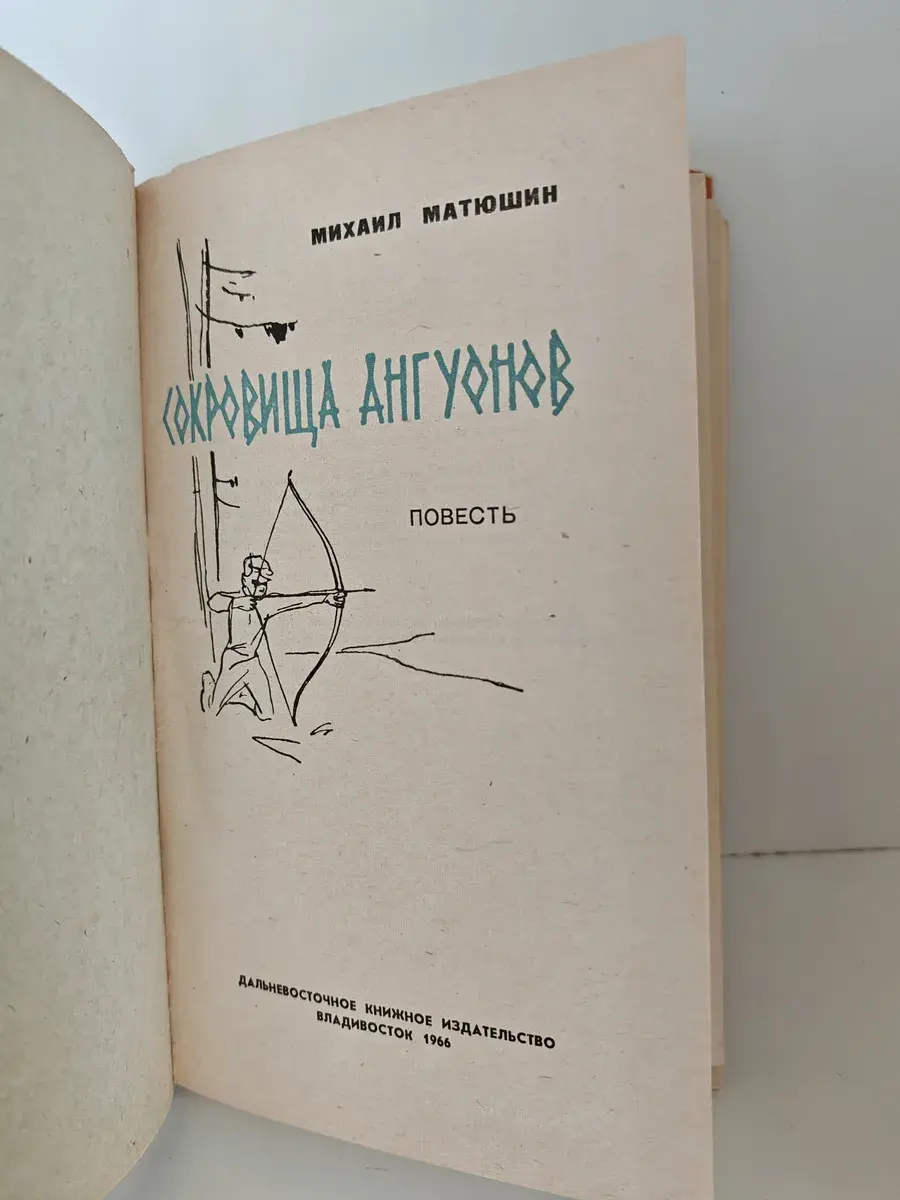 МИХАИЛ МАТЮШИН
СОКРОВИЩА АНГУОНОВ
ПОВЕСТЬ
ДАЛЬНЕВОСТОЧНОЕ КНИЖНОЕ ИЗДАТЕЛЬСТВО
ВЛАДИВОСТОК 1966